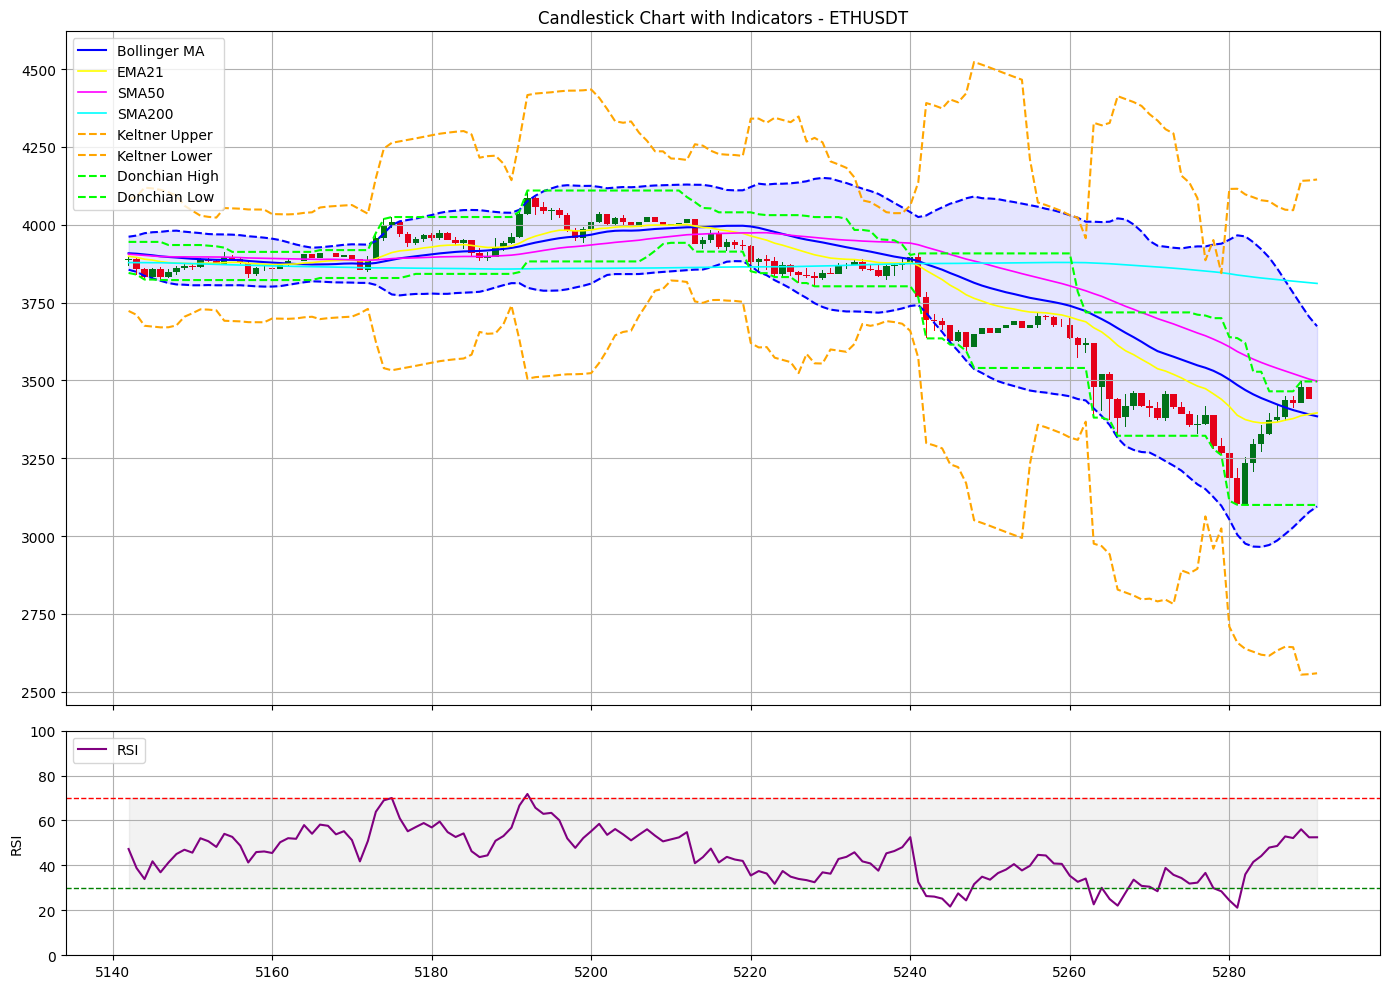 Candlestick Chart with Indicators - ETHUSDT
Bollinger MA
EMA21
SMA50
SMA200
Keltner Upper
Keltner Lower
Donchian High
Donchian Low
4500
4250
4000
3750
3500
3250
3000
2750
2500
RSI
100
80
60
40
20
0
RSI
5140 5160 5180 5200 5220 5240 5260 5280